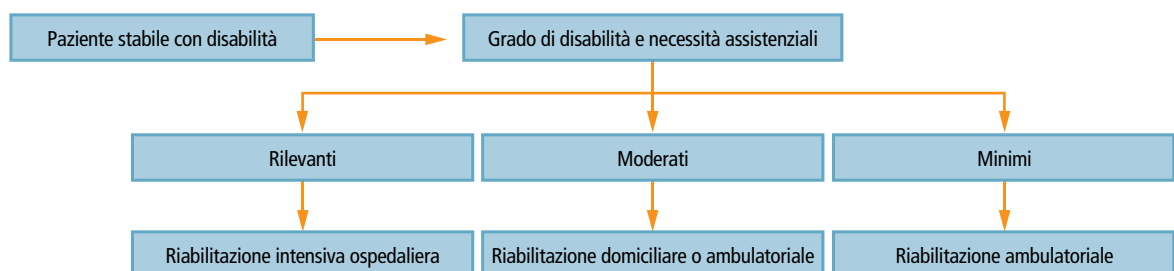 Paziente stabile con disabilità
Grado di disabilità e necessità assistenziali
Rilevanti
Moderati
Minimi
Riabilitazione intensiva ospedaliera
Riabilitazione domiciliare o ambulatoriale
Riabilitazione ambulatoriale